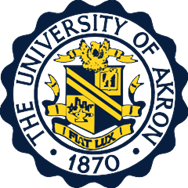 THE UNIVERSITY OF AKRON
FIAT LUX
1870